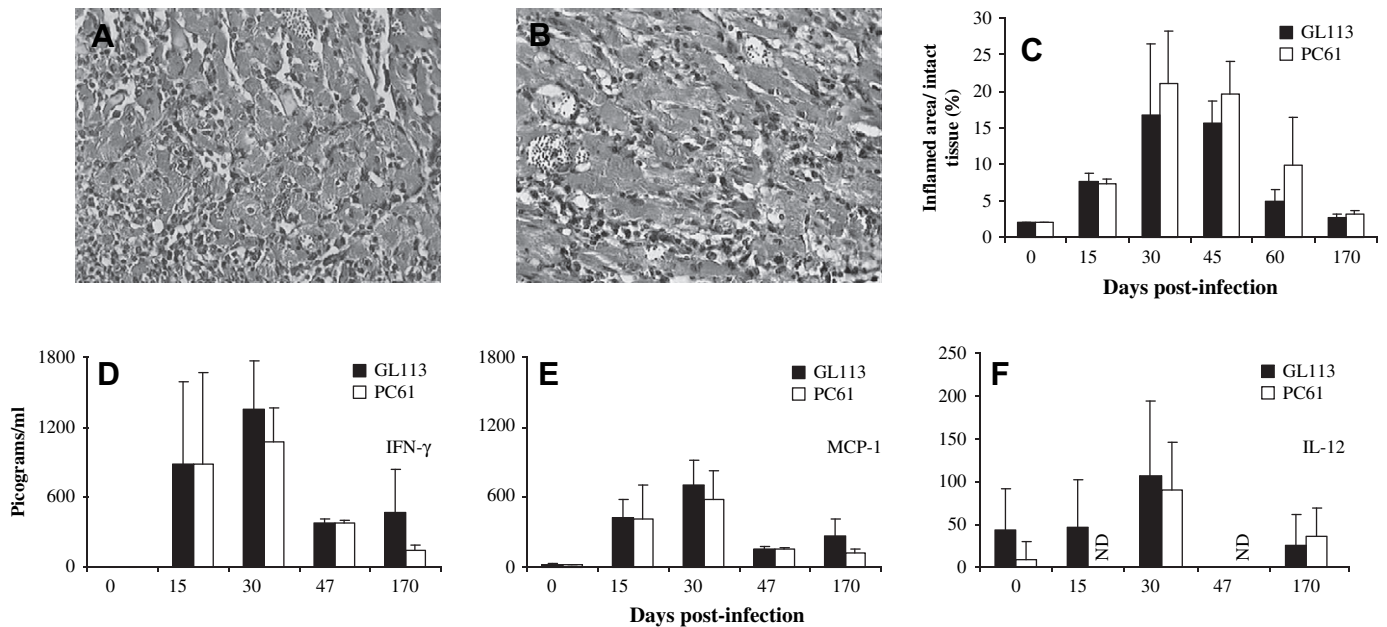 A
B
C
30
25
20
15
10
5
0
Inflamed area/ intact
tissue (%)
GL113
PC61
0 15 30 45 60 170
Days post-infection
D
1800
1200
600
0
Picograms/ml
GL113
PC61
IFN-γ
0 15 30 47 170
E
1800
1200
600
0
GL113
PC61
MCP-1
0 15 30 47 170
Days post-infection
F
250
200
150
100
50
0
GL113
PC61
IL-12
ND
ND
0 15 30 47 170